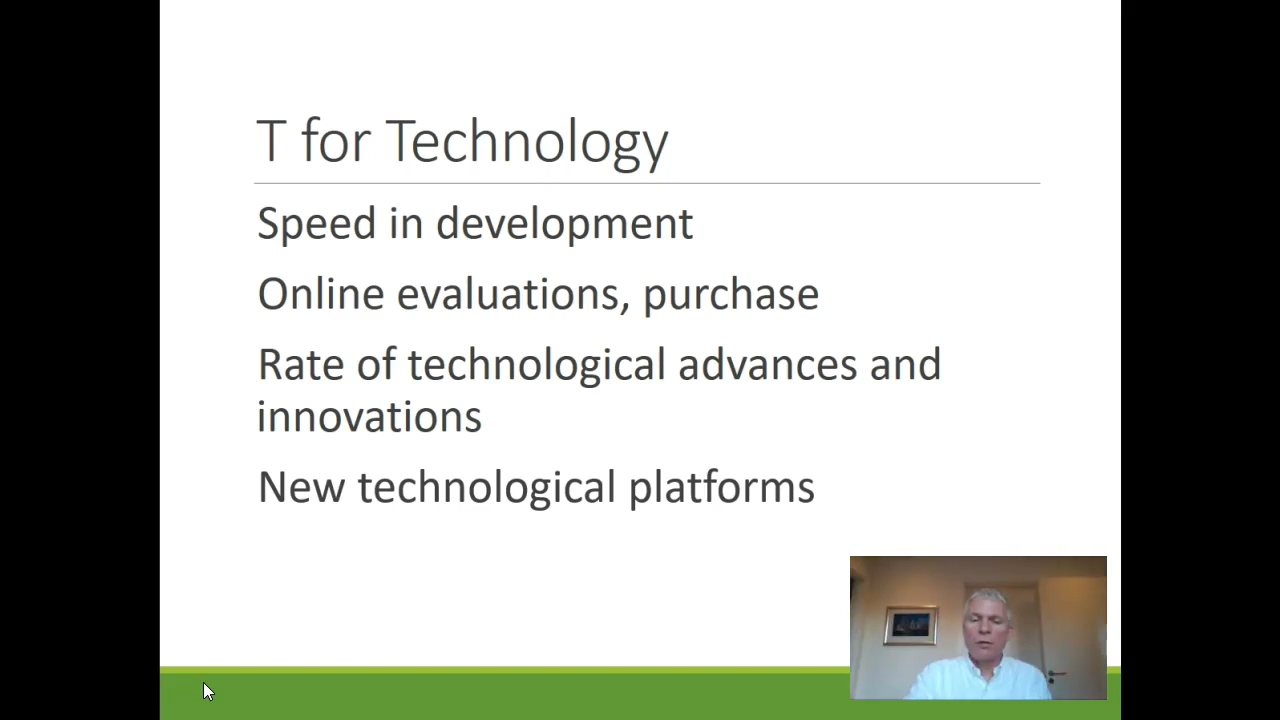 T for Technology
Speed in development
Online evaluations, purchase
Rate of technological advances and
innovations
New technological platforms